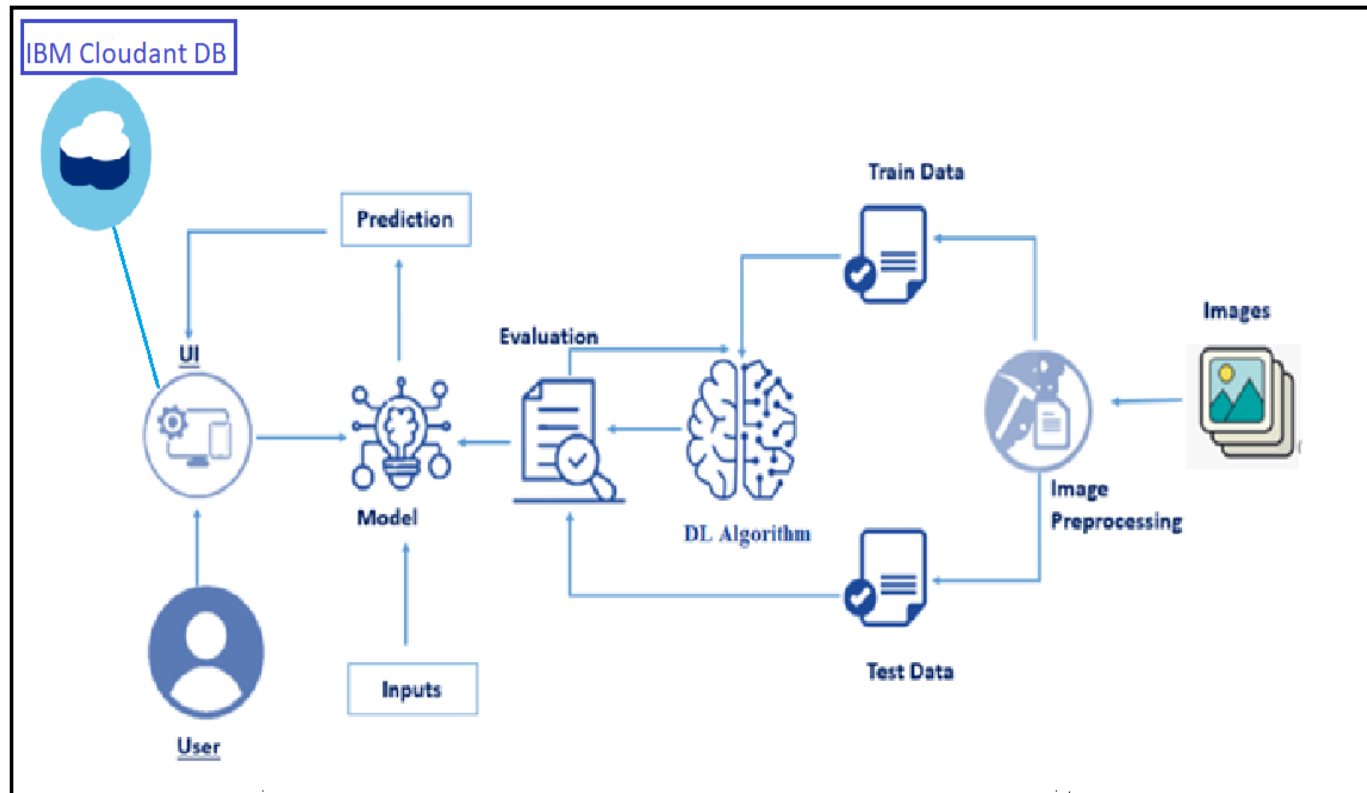 IBM Cloudant DB
Train Data
Prediction
Images
Evaluation
UI
Image
Preprocessing
Model
DL Algorithm
Test Data
Inputs
User